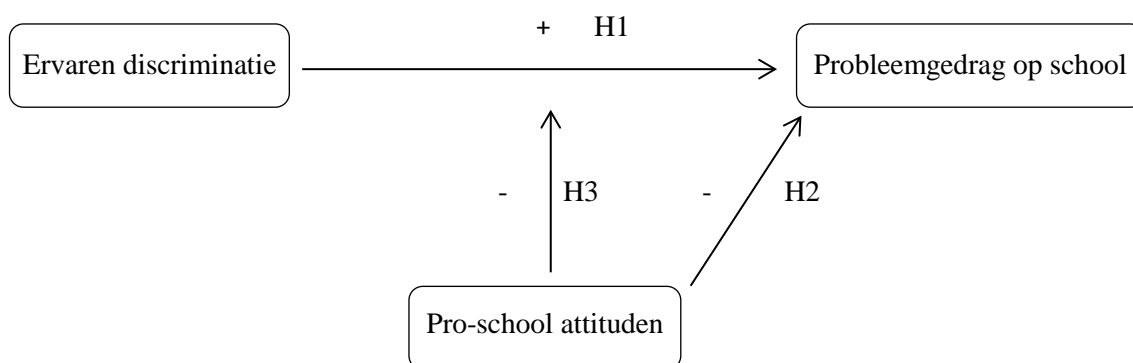 + H1
Ervaren discriminatie
Probleemgedrag op school
- H3
- H2
Pro-school attituden